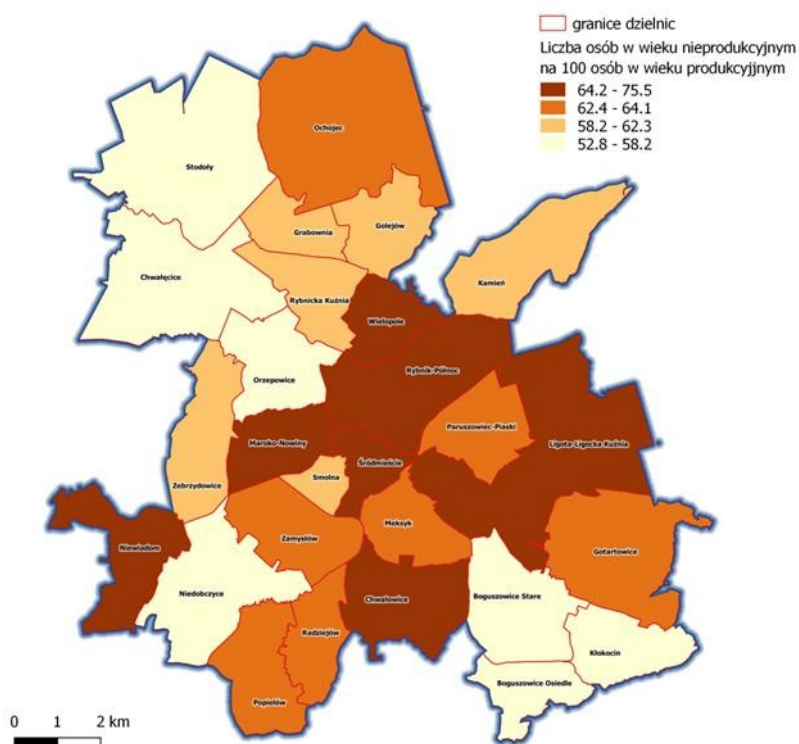 granice dzielnic
Liczba osób w wieku nieprodukcyjnym
na 100 osób w wieku produkcyjjnym
64.2 - 75.5
62.4 - 64.1
58.2 - 62.3
52.8 - 58.2
Ochojec
Stodoły
Grabownia
Golejów
Chwałęcice
Kamień
Rybnicka Kuźnia
Wielopole
Orzepowice
Rybnik-Północ
Paruszowiec-Piaski
Maroko-Nowiny
Ligota-Ligocka Kuźnia
Śródmieście
Smolna
Zebrzydowice
Meksyk
Zamysłów
Niewiadom
Gotartowice
Niedobczyce
Chwałowice
Boguszowice Stare
Radziejów
Kłokocin
Boguszowice Osiedle
Popielów
0 1 2 km